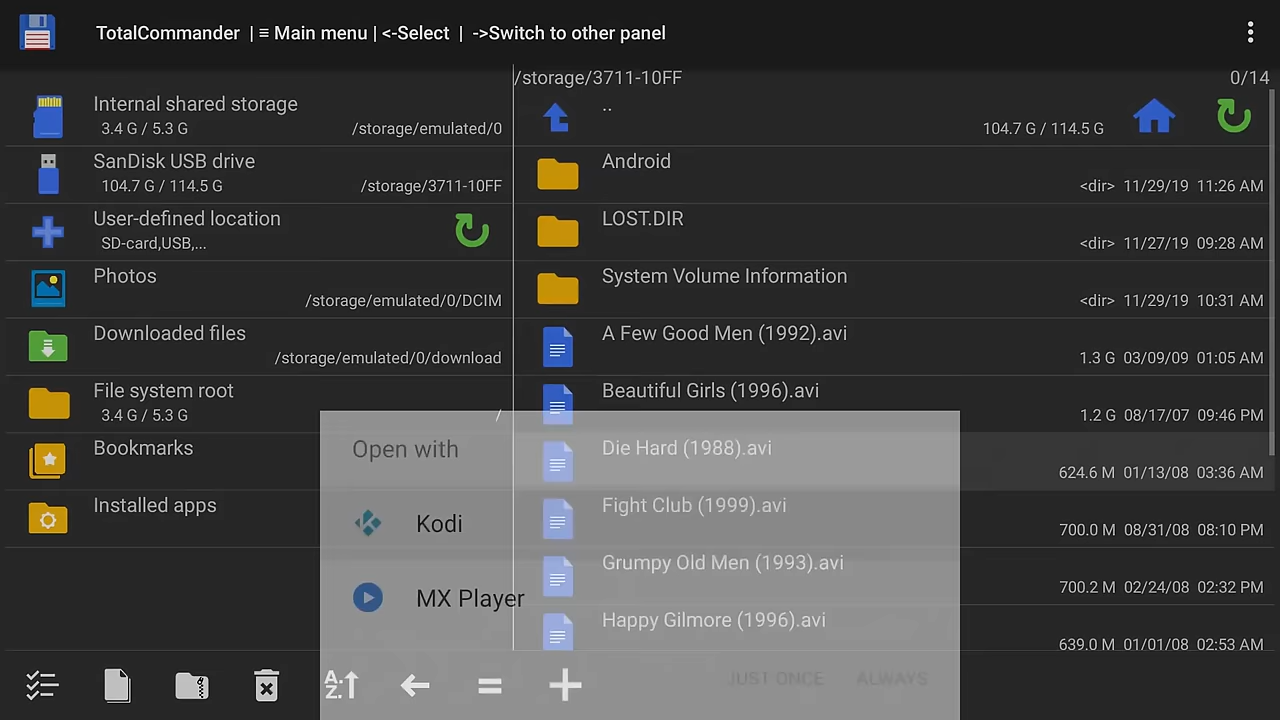 TotalCommander | ≡ Main menu | <-Select | ->Switch to other panel
Internal shared storage
3.4 G / 5.3 G /storage/emulated/0
SanDisk USB drive
104.7 G / 114.5 G /storage/3711-10FF
User-defined location
SD-card,USB,...
Photos
/storage/emulated/0/DCIM
Downloaded files
/storage/emulated/0/download
File system root
3.4 G / 5.3 G /
Bookmarks
Installed apps
/storage/3711-10FF 0/14
..
104.7 G / 114.5 G
Android
<dir> 11/29/19 11:26 AM
LOST.DIR
<dir> 11/27/19 09:28 AM
System Volume Information
<dir> 11/29/19 10:31 AM
A Few Good Men (1992).avi
1.3 G 03/09/09 01:05 AM
Beautiful Girls (1996).avi
1.2 G 08/17/07 09:46 PM
Die Hard (1988).avi
624.6 M 01/13/08 03:36 AM
Fight Club (1999).avi
700.0 M 08/31/08 08:10 PM
Grumpy Old Men (1993).avi
700.2 M 02/24/08 02:32 PM
Happy Gilmore (1996).avi
639.0 M 01/01/08 02:53 AM
Open with
Kodi
MX Player
JUST ONCE ALWAYS
A.Z.